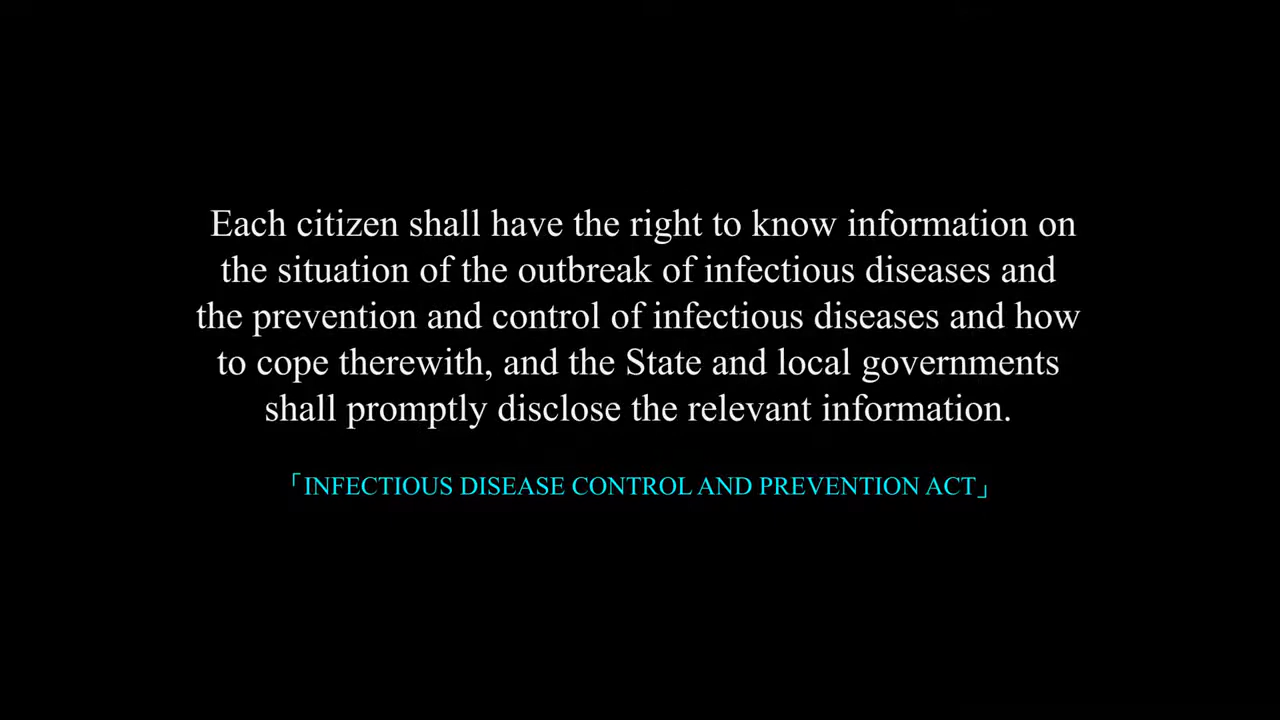 Each citizen shall have the right to know information on
the situation of the outbreak of infectious diseases and
the prevention and control of infectious diseases and how
to cope therewith, and the State and local governments
shall promptly disclose the relevant information.
「INFECTIOUS DISEASE CONTROL AND PREVENTION ACT」